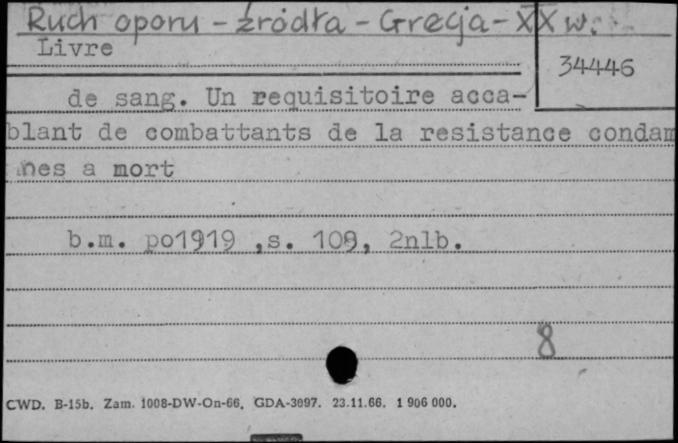 Ruch oporu - źródła - Grecja - XX w.
Livre
34446
de sang. Un requisitoire acca-
blant de combattants de la resistance condam
nes a mort
b.m. po1919 ,s. 109, 2nlb.
8
CWD. B-15b. Zam. 1008-DW-On-66. GDA-3097. 23.11.66. 1 906 000.